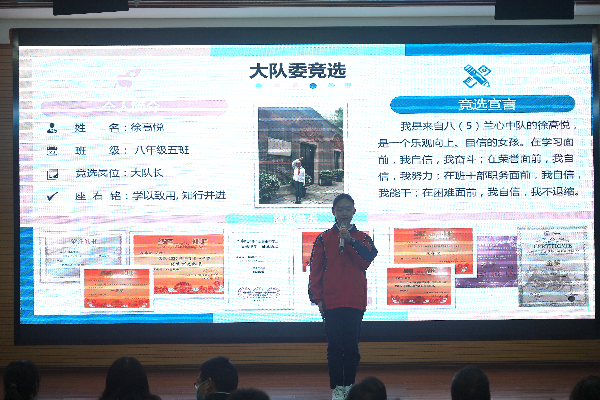 大队委竞选
个人简介
姓 名：徐高悦
班 级：八年级五班
竞选岗位：大队长
座 右 铭：学以致用，知行并进
竞选宣言
我是来自八（5）兰心中队的徐高悦，
是一个乐观向上、自信的女孩。在学习面
前，我自信，我奋斗；在荣誉面前，我自
信，我努力；在班干部职务面前，我自信，
我能干；在困难面前，我自信，我不退缩。